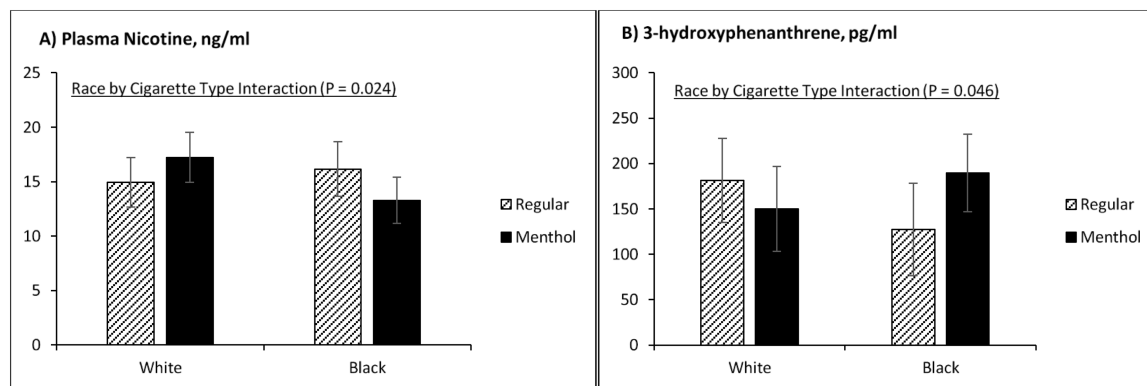 A) Plasma Nicotine, ng/ml
25
Race by Cigarette Type Interaction (P = 0.024)
20
15
10
5
0
White
Black
Regular
Menthol
B) 3-hydroxyphenanthrene, pg/ml
300
Race by Cigarette Type Interaction (P = 0.046)
250
200
150
100
50
0
White
Black
Regular
Menthol